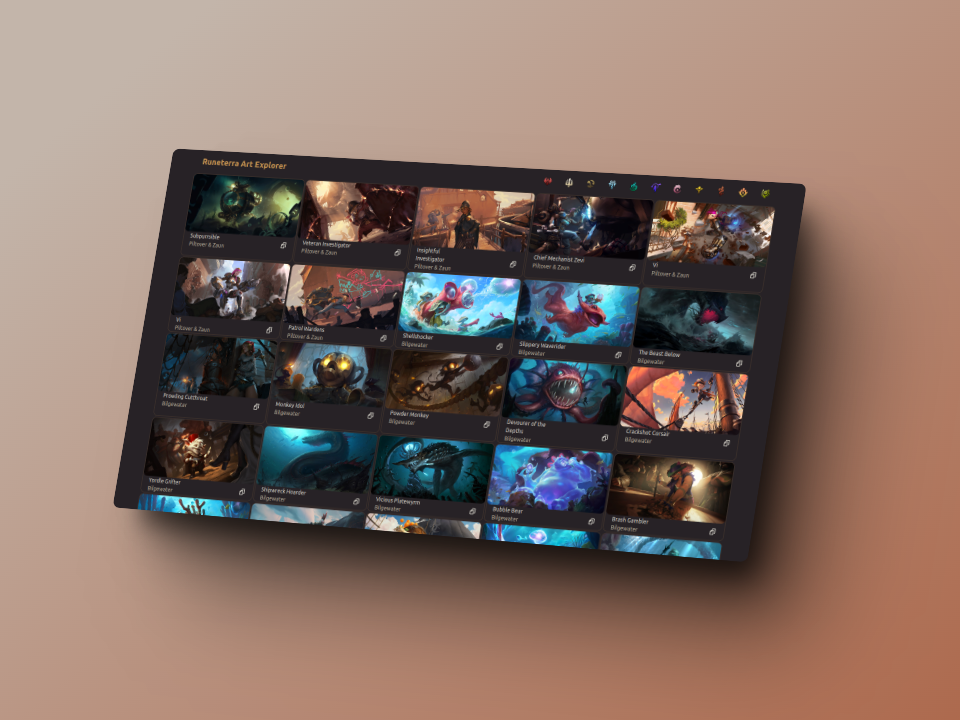 Runeterra Art Explorer
Subpurrsible
Piltover & Zaun
Veteran Investigator
Piltover & Zaun
Insightful
Investigator
Piltover & Zaun
Chief Mechanist Zevi
Piltover & Zaun
Vi
Piltover & Zaun
Vi
Piltover & Zaun
Patrol Wardens
Piltover & Zaun
Shellshocker
Bilgewater
Slippery Waverider
Bilgewater
The Beast Below
Bilgewater
Prowling Cutthroat
Bilgewater
Monkey Idol
Bilgewater
Powder Monkey
Bilgewater
Devourer of the
Depths
Bilgewater
Crackshot Corsair
Bilgewater
Yordle Grifter
Bilgewater
Shipwreck Hoarder
Bilgewater
Vicious Platewyrm
Bilgewater
Bubble Bear
Bilgewater
Brash Gambler
Bilgewater